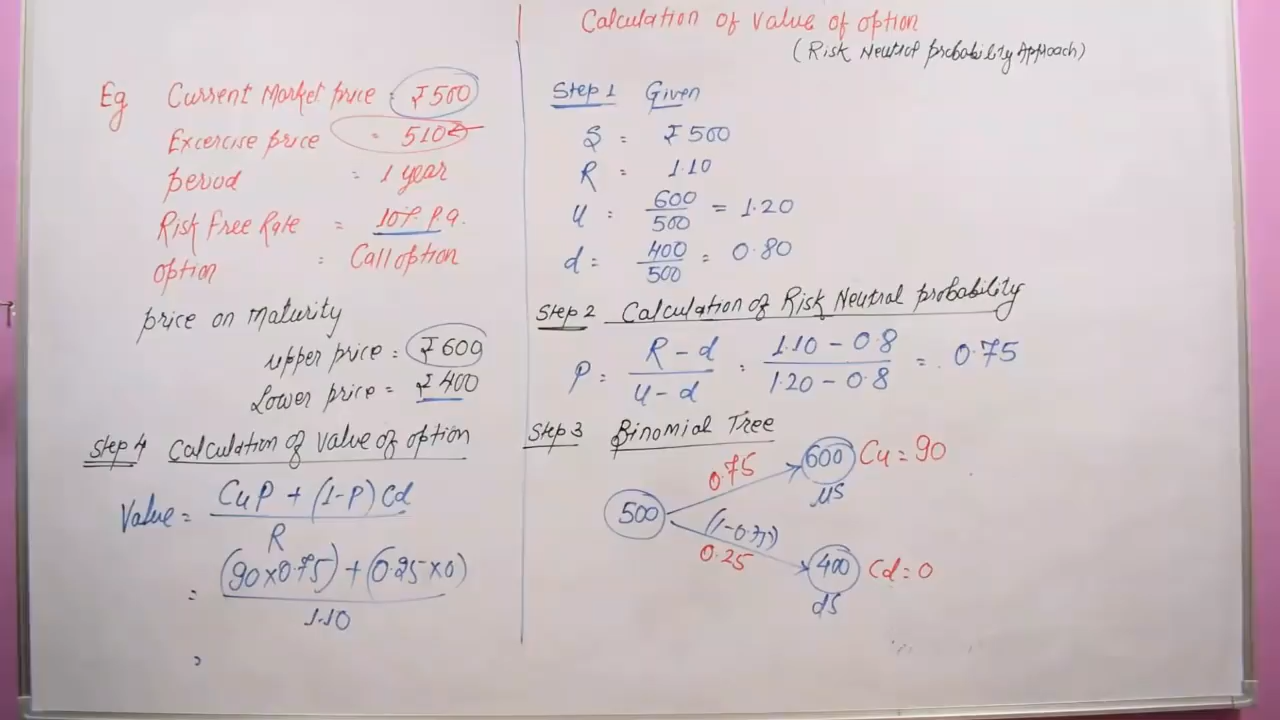 Calculation of value of option
(Risk Neutral probability Approach)
Eg Current Market price = ₹500
Excercise price = 510
period = 1 year
Risk Free Rate = 10% p.a.
option = Call option
price on maturity
upper price = ₹600
Lower price = ₹400
Step 1 Given
S = ₹500
R = 1.10
U = 600/500 = 1.20
d = 400/500 = 0.80
Step 2 Calculation of Risk Neutral probability
P = R - d / U - d = 1.10 - 0.8 / 1.20 - 0.8 = 0.75
Step 3 Binomial Tree
500
0.75
600 Cu = 90
US
(1-0.75)
0.25
400 Cd = 0
dS
Step 4 Calculation of value of option
Value = CuP + (1-P) Cd / R
= (90×0.75) + (0.25×0) / 1.10